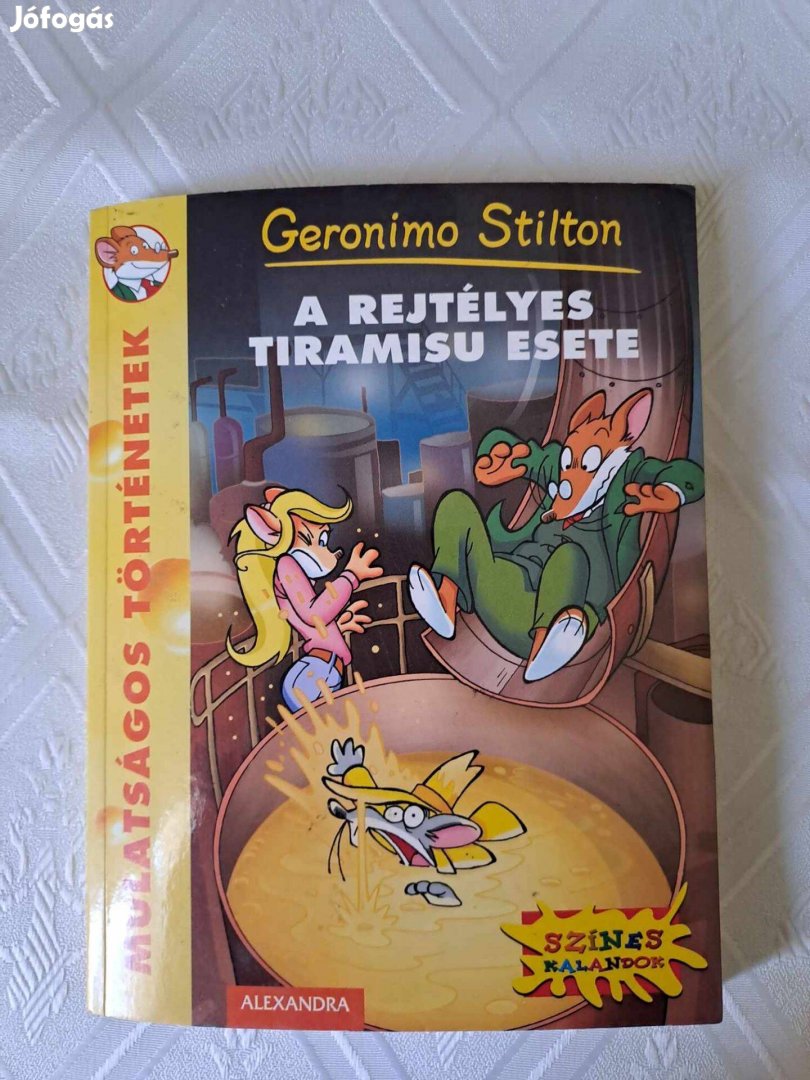 Jófogás
Geronimo Stilton
A REJTÉLYES
TIRAMISU ESETE
MULATSÁGOS TÖRTÉNETEK
SZÍNES
KALANDOK
ALEXANDRA